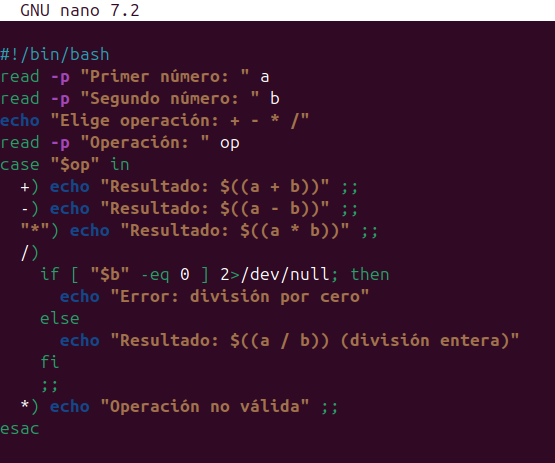 GNU nano 7.2
#!/bin/bash
read -p "Primer número: " a
read -p "Segundo número: " b
echo "Elige operación: + - * /"
read -p "Operación: " op
case "$op" in
  +) echo "Resultado: $((a + b))" ;;
  -) echo "Resultado: $((a - b))" ;;
  "*") echo "Resultado: $((a * b))" ;;
  /)
    if [ "$b" -eq 0 ] 2>/dev/null; then
      echo "Error: división por cero"
    else
      echo "Resultado: $((a / b)) (división entera)"
    fi
    ;;
  *) echo "Operación no válida" ;;
esac